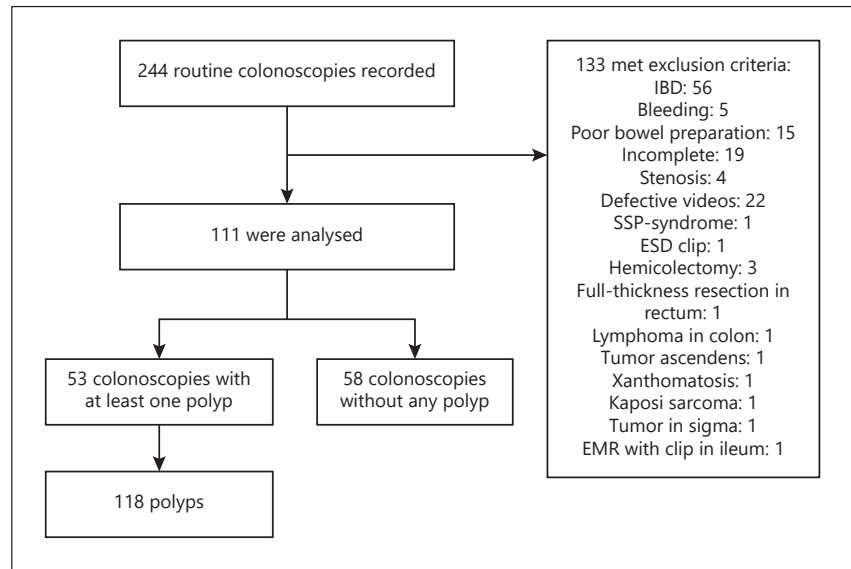 244 routine colonoscopies recorded
133 met exclusion criteria:
IBD: 56
Bleeding: 5
Poor bowel preparation: 15
Incomplete: 19
Stenosis: 4
Defective videos: 22
SSP-syndrome: 1
ESD clip: 1
Hemicolectomy: 3
Full-thickness resection in
rectum: 1
Lymphoma in colon: 1
Tumor ascendens: 1
Xanthomatosis: 1
Kaposi sarcoma: 1
Tumor in sigma: 1
EMR with clip in ileum: 1
111 were analysed
53 colonoscopies with
at least one polyp
58 colonoscopies
without any polyp
118 polyps